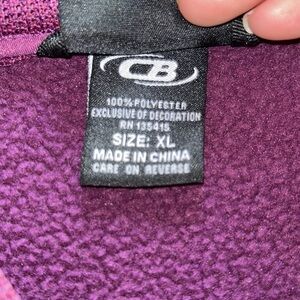 CB
100% POLYESTER
EXCLUSIVE OF DECORATION
RN 135415
SIZE: XL
MADE IN CHINA
CARE ON REVERSE